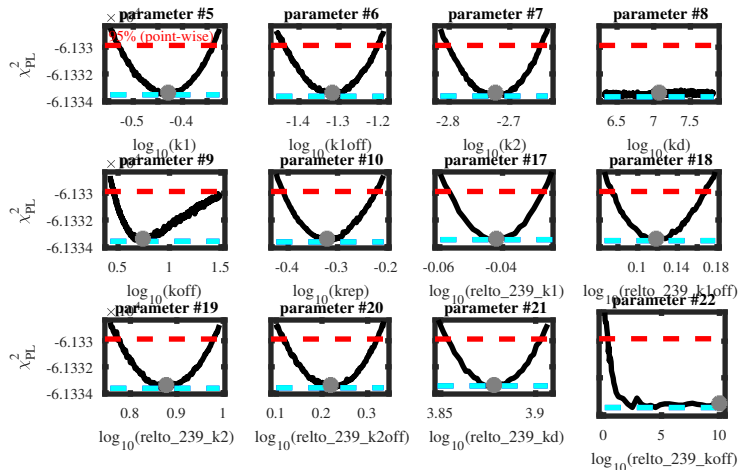 parameter #5
parameter #6
parameter #7
parameter #8
95% (point-wise)
χ²PL
-6.133
-6.1332
-6.1334
-0.5 -0.4
-1.4 -1.3 -1.2
-2.8 -2.7
6.5 7 7.5
log10(k1)
log10(k1off)
log10(k2)
log10(kd)
parameter #9
parameter #10
parameter #17
parameter #18
χ²PL
-6.133
-6.1332
-6.1334
0.5 1 1.5
-0.4 -0.3 -0.2
-0.06 -0.04
0.1 0.14 0.18
log10(koff)
log10(krep)
log10(relto_239_k1)
log10(relto_239_k1off)
parameter #19
parameter #20
parameter #21
parameter #22
χ²PL
-6.133
-6.1332
-6.1334
0.8 0.9 1
0.1 0.2 0.3
3.85 3.9
0 5 10
log10(relto_239_k2)
log10(relto_239_k2off)
log10(relto_239_kd)
log10(relto_239_koff)